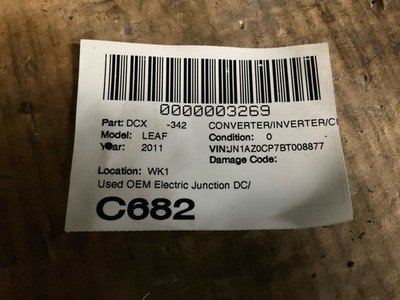 0000003269
Part: DCX -342 CONVERTER/INVERTER/CI
Model: LEAF Condition: 0
Year: 2011 VIN:JN1AZ0CP7BT008877
Damage Code:
Location: WK1
Used OEM Electric Junction DC/
C682